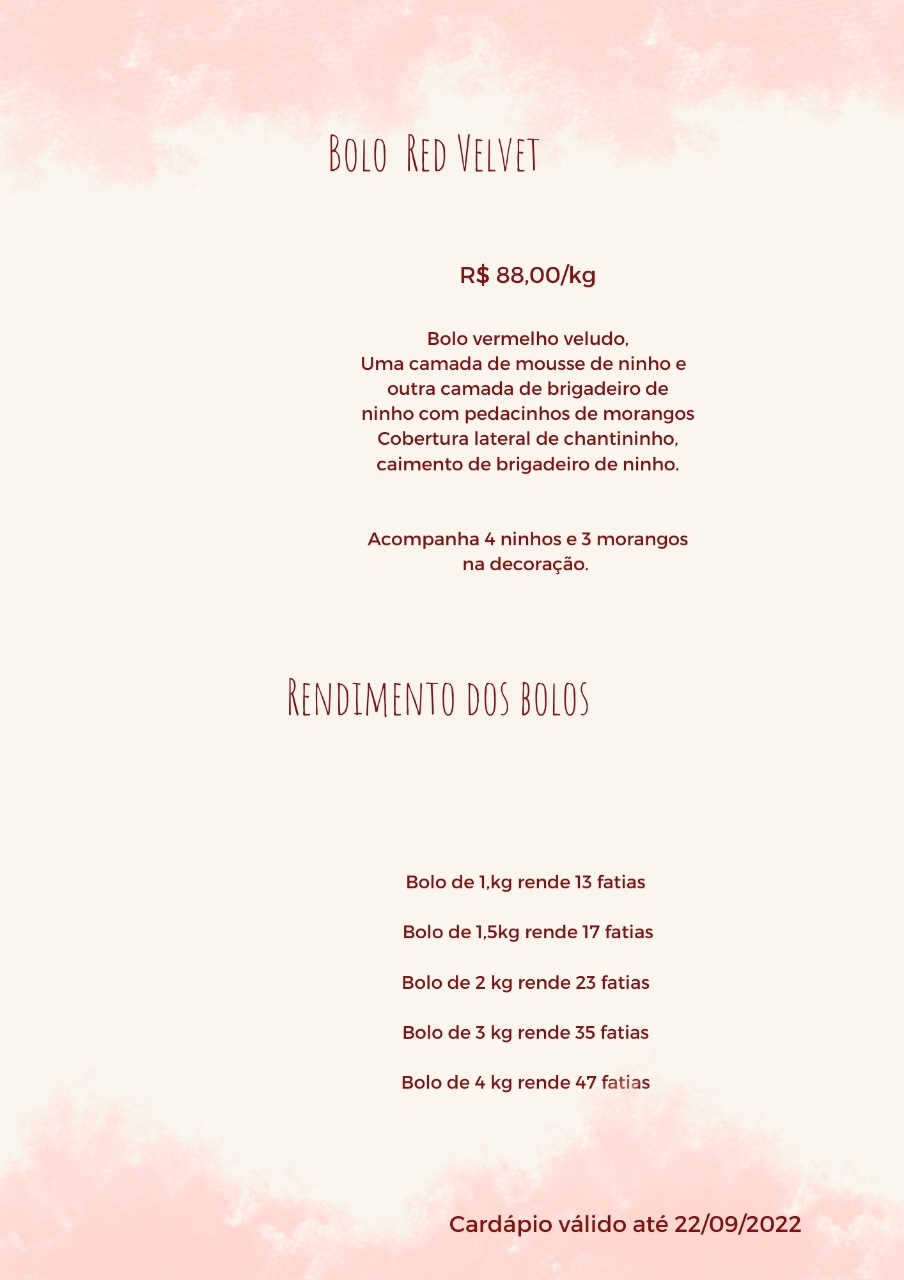 Bolo Red Velvet
R$ 88,00/kg
Bolo vermelho veludo,
Uma camada de mousse de ninho e
outra camada de brigadeiro de
ninho com pedacinhos de morangos
Cobertura lateral de chantininho,
caimento de brigadeiro de ninho.
Acompanha 4 ninhos e 3 morangos
na decoração.
Rendimento dos bolos
Bolo de 1,kg rende 13 fatias
Bolo de 1,5kg rende 17 fatias
Bolo de 2 kg rende 23 fatias
Bolo de 3 kg rende 35 fatias
Bolo de 4 kg rende 47 fatias
Cardápio válido até 22/09/2022